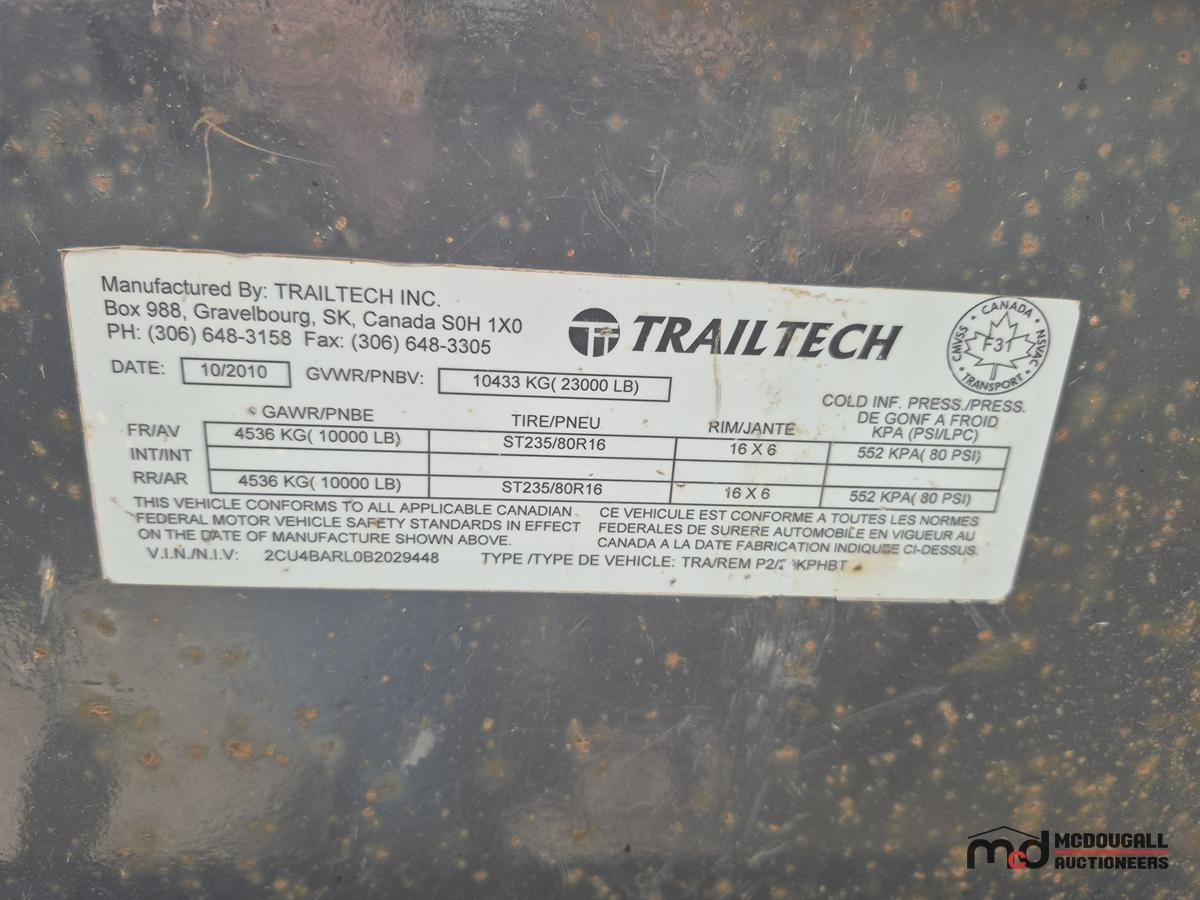 Manufactured By: TRAILTECH INC.
Box 988, Gravelbourg, SK, Canada S0H 1X0
PH: (306) 648-3158 Fax: (306) 648-3305
TRAILTECH
CANADA
CMVSS
NSVAC
F31
TRANSPORT
DATE: 10/2010 GVWR/PNBV: 10433 KG( 23000 LB)
GAWR/PNBE TIRE/PNEU RIM/JANTE COLD INF. PRESS./PRESS.
DE GONF A FROID
KPA (PSI/LPC)
FR/AV 4536 KG( 10000 LB) ST235/80R16 16 X 6 552 KPA( 80 PSI)
INT/INT
RR/AR 4536 KG( 10000 LB) ST235/80R16 16 X 6 552 KPA( 80 PSI)
THIS VEHICLE CONFORMS TO ALL APPLICABLE CANADIAN
FEDERAL MOTOR VEHICLE SAFETY STANDARDS IN EFFECT
ON THE DATE OF MANUFACTURE SHOWN ABOVE.
CE VEHICULE EST CONFORME A TOUTES LES NORMES
FEDERALES DE SURERE AUTOMOBILE EN VIGUEUR AU
CANADA A LA DATE FABRICATION INDIQUEE CI-DESSUS.
V.I.N./N.I.V: 2CU4BARL0B2029448 TYPE /TYPE DE VEHICLE: TRA/REM
mcd MCDOUGALL
AUCTIONEERS